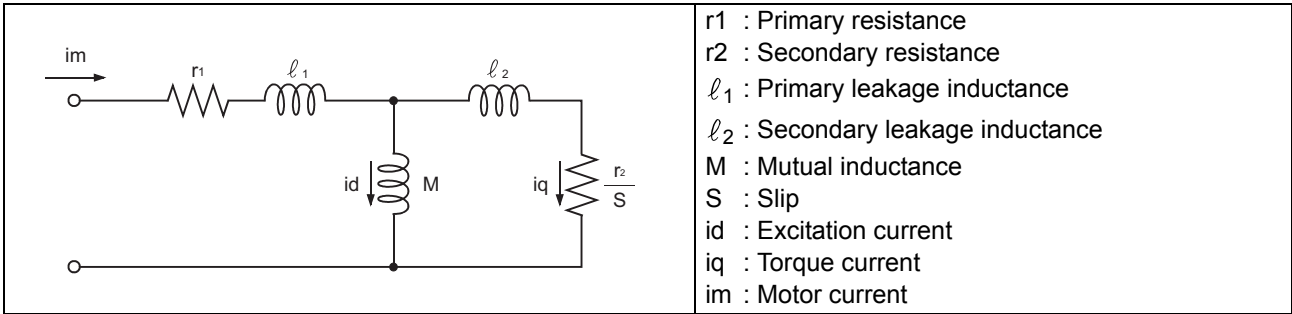 im
r1
ℓ1
ℓ2
id
M
iq
r2
S
r1 : Primary resistance
r2 : Secondary resistance
ℓ1 : Primary leakage inductance
ℓ2 : Secondary leakage inductance
M : Mutual inductance
S : Slip
id : Excitation current
iq : Torque current
im : Motor current